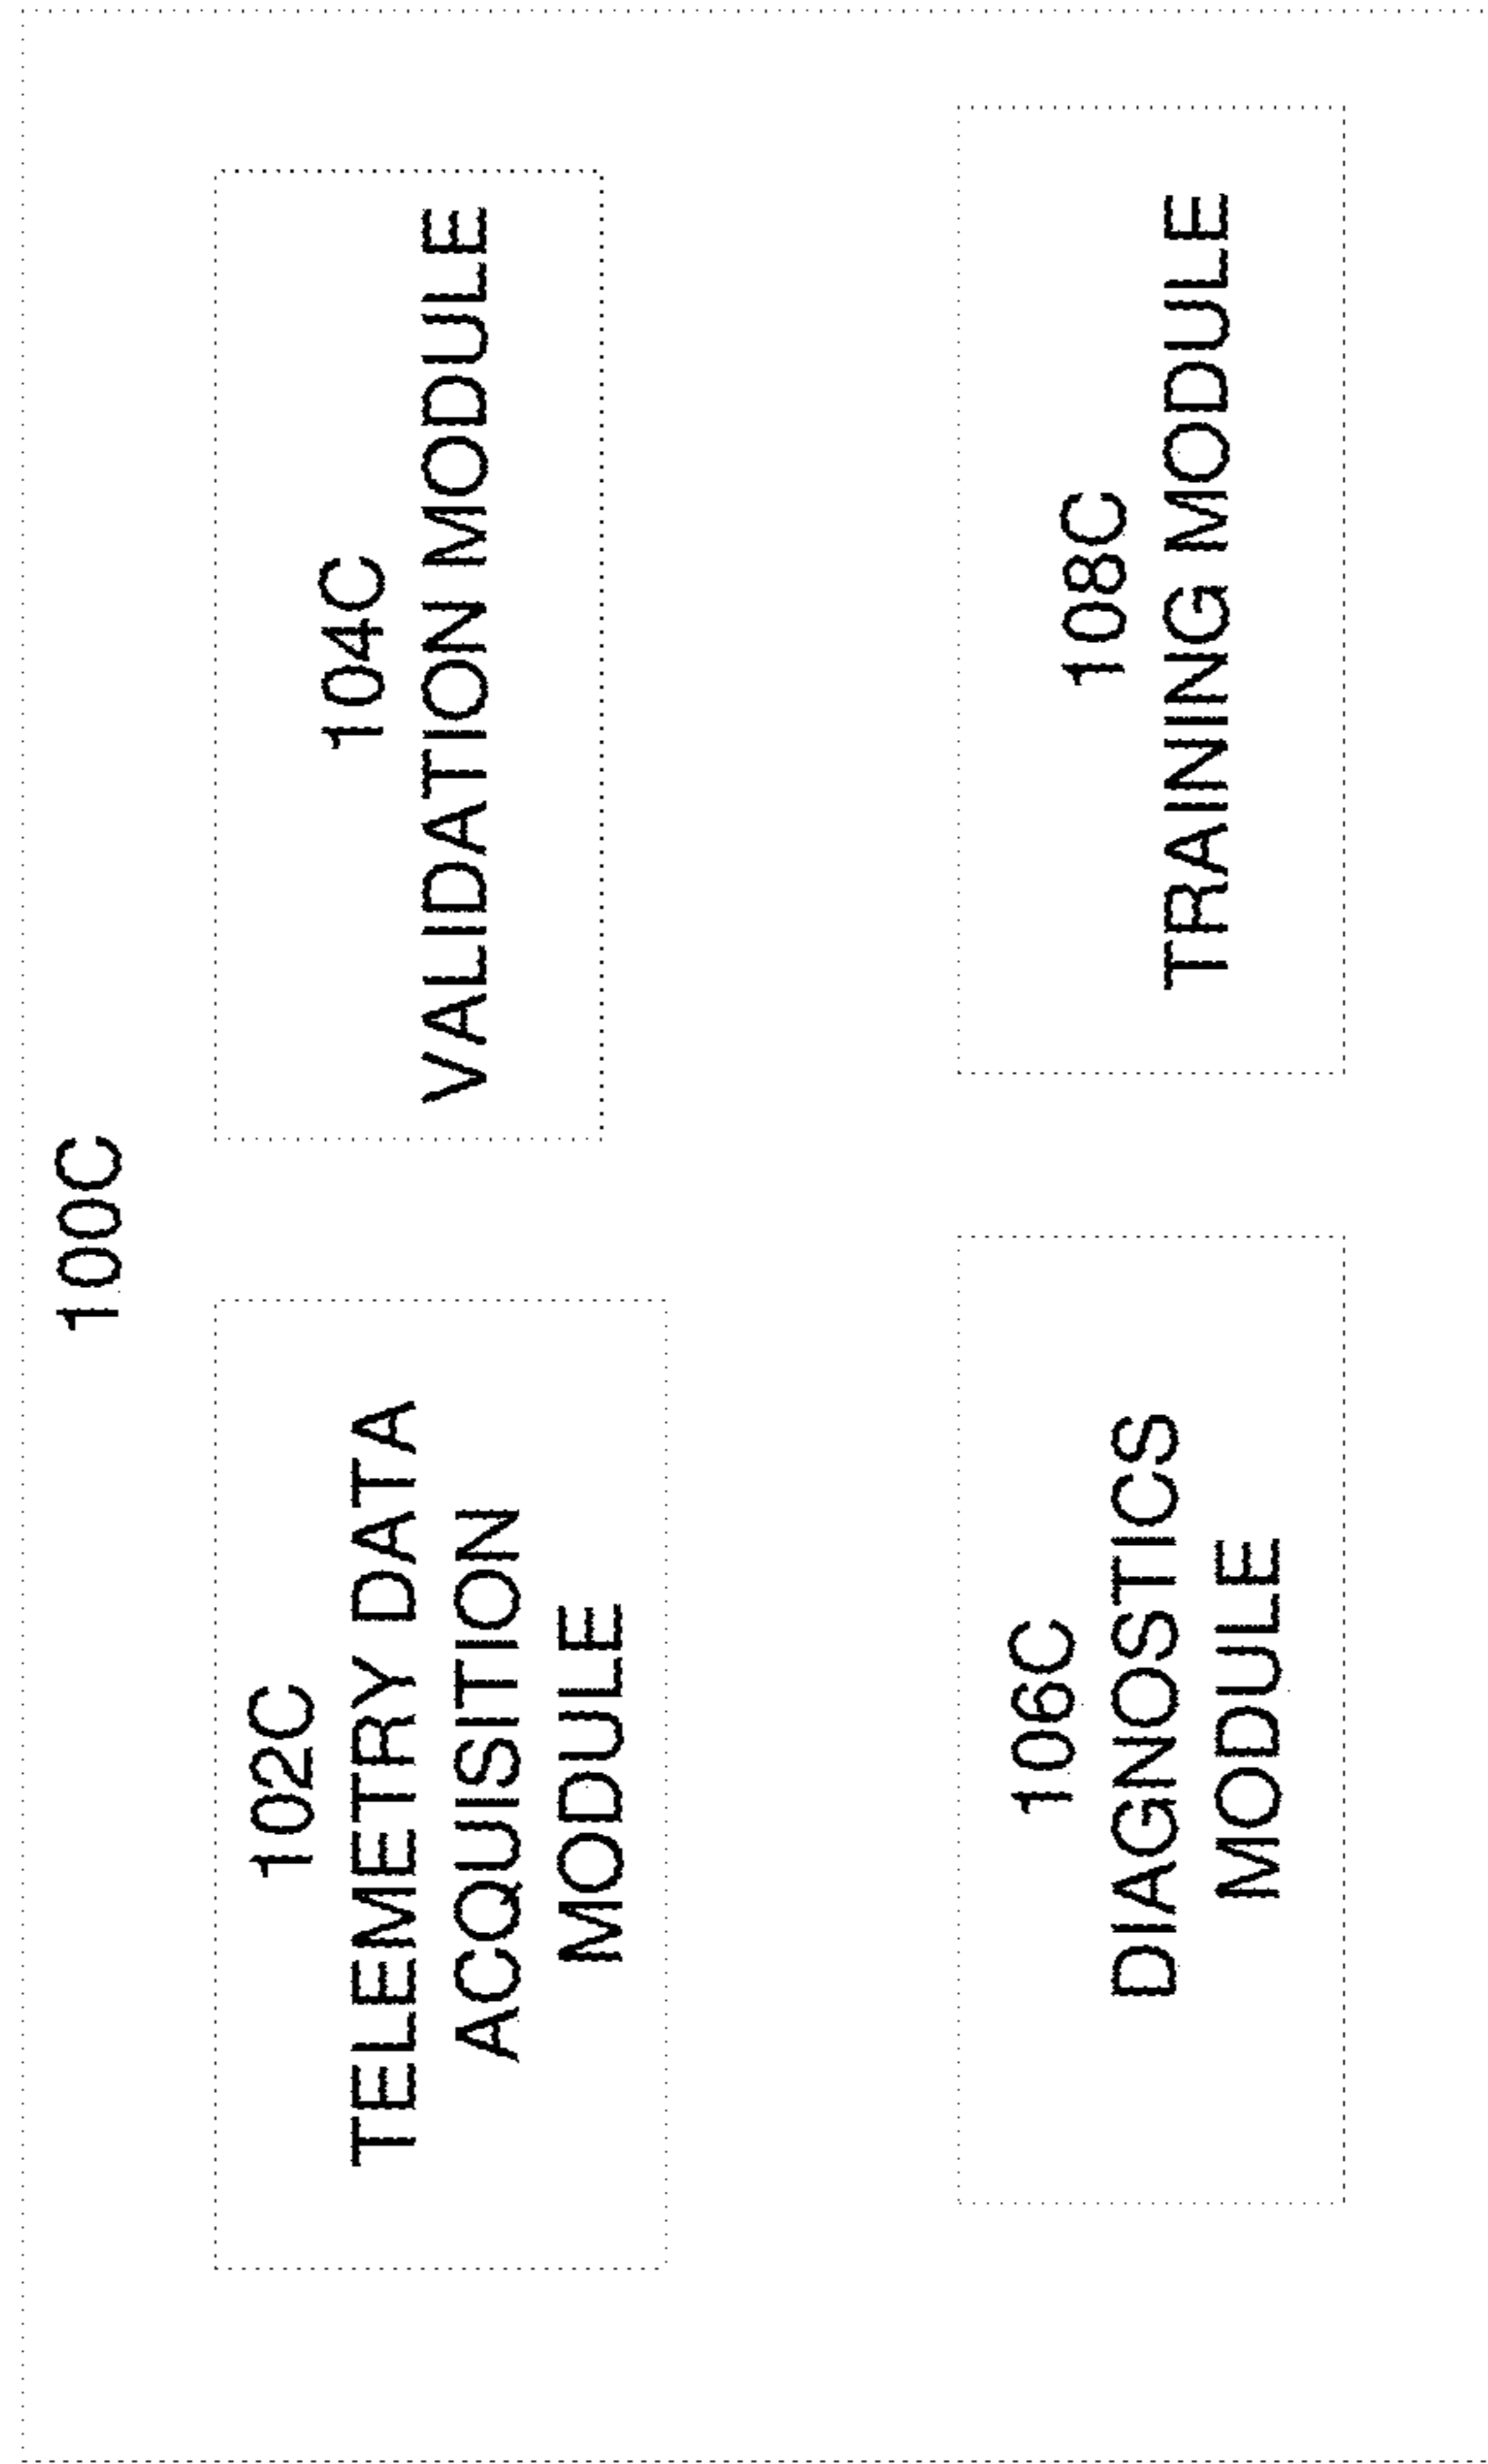 100C
102C
TELEMETRY DATA
ACQUISITION
MODULE
104C
VALIDATION MODULE
106C
DIAGNOSTICS
MODULE
108C
TRAINING MODULE